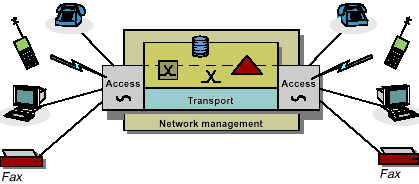 Access
Access
Transport
Network management
Fax
Fax